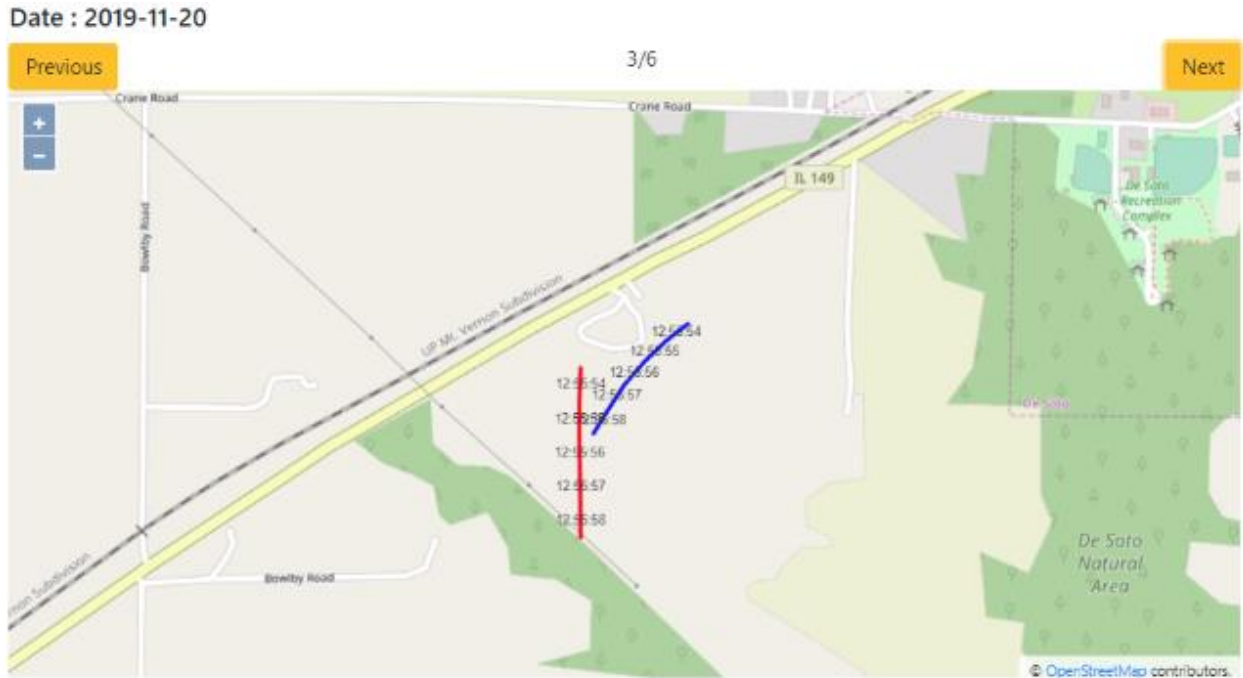 Date : 2019-11-20
Previous
3/6
Next
Crane Road
Crane Road
+
−
IL 149
De Soto
Recreation
Complex
Bowlby Road
UP Mt. Vernon Subdivision
12:55:54
12:55:55
12:55:56
12:55:54
12:55:57
12:55:58
De Soto
12:55:56
12:55:57
12:55:58
De Soto
Natural
Area
Bowlby Road
non Subdivision
© OpenStreetMap contributors.